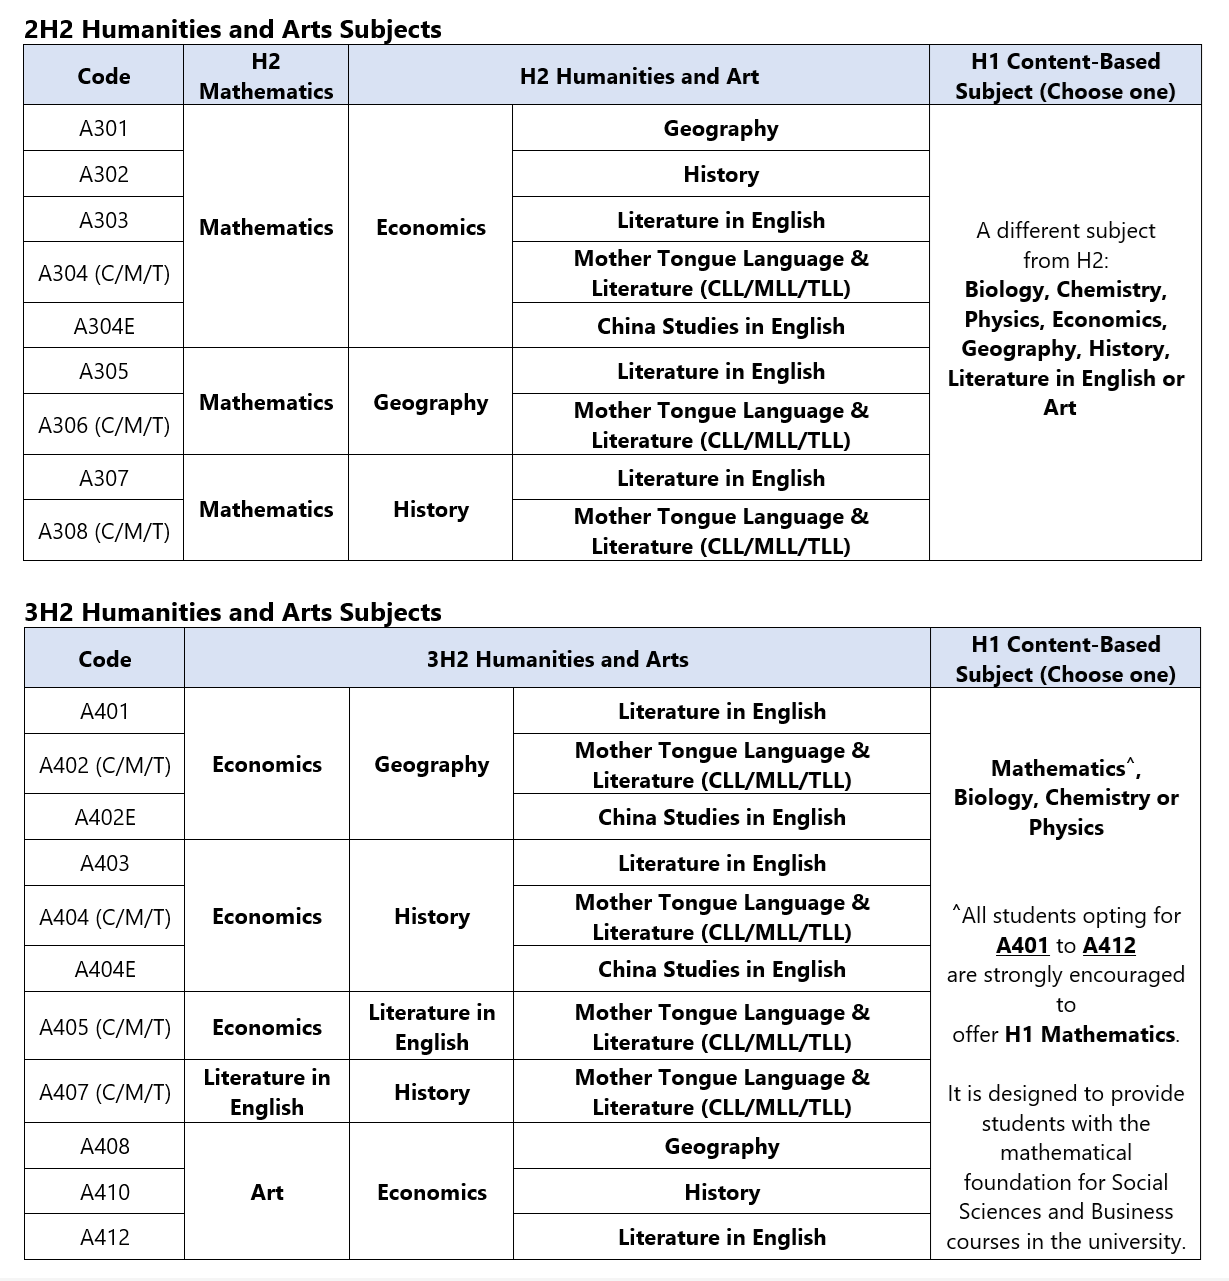 2H2 Humanities and Arts Subjects
Code
H2
Mathematics
H2 Humanities and Art
H1 Content-Based
Subject (Choose one)
A301
Mathematics
Economics
Geography
A302
History
A303
Literature in English
A304 (C/M/T)
Mother Tongue Language &
Literature (CLL/MLL/TLL)
A304E
China Studies in English
A305
Mathematics
Geography
Literature in English
A306 (C/M/T)
Mother Tongue Language &
Literature (CLL/MLL/TLL)
A307
Mathematics
History
Literature in English
A308 (C/M/T)
Mother Tongue Language &
Literature (CLL/MLL/TLL)
A different subject
from H2:
Biology, Chemistry,
Physics, Economics,
Geography, History,
Literature in English or
Art
3H2 Humanities and Arts Subjects
Code
3H2 Humanities and Arts
H1 Content-Based
Subject (Choose one)
A401
Economics
Geography
Literature in English
A402 (C/M/T)
Mother Tongue Language &
Literature (CLL/MLL/TLL)
A402E
China Studies in English
A403
Economics
History
Literature in English
A404 (C/M/T)
Mother Tongue Language &
Literature (CLL/MLL/TLL)
A404E
China Studies in English
A405 (C/M/T)
Economics
Literature in
English
Mother Tongue Language &
Literature (CLL/MLL/TLL)
A407 (C/M/T)
Literature in
English
History
Mother Tongue Language &
Literature (CLL/MLL/TLL)
A408
Art
Economics
Geography
A410
History
A412
Literature in English
Mathematics^,
Biology, Chemistry or
Physics
^All students opting for
A401 to A412
are strongly encouraged
to
offer H1 Mathematics.
It is designed to provide
students with the
mathematical
foundation for Social
Sciences and Business
courses in the university.